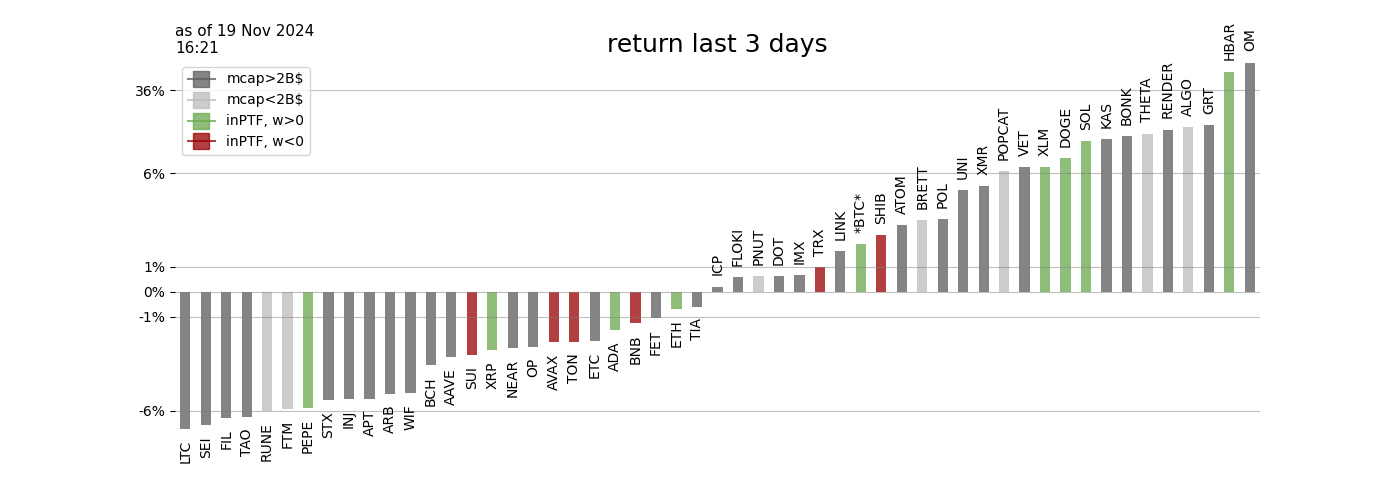 as of 19 Nov 2024
16:21
return last 3 days
mcap>2B$
mcap<2B$
inPTF, w>0
inPTF, w<0
36%
6%
1%
0%
-1%
-6%
LTC
SEI
FIL
TAO
RUNE
FTM
PEPE
STX
INJ
APT
ARB
WIF
BCH
AAVE
SUI
XRP
NEAR
OP
AVAX
TON
ETC
ADA
BNB
FET
ETH
TIA
ICP
FLOKI
PNUT
DOT
IMX
TRX
LINK
*BTC*
SHIB
ATOM
BRETT
POL
UNI
XMR
POPCAT
VET
XLM
DOGE
SOL
KAS
BONK
THETA
RENDER
ALGO
GRT
HBAR
OM